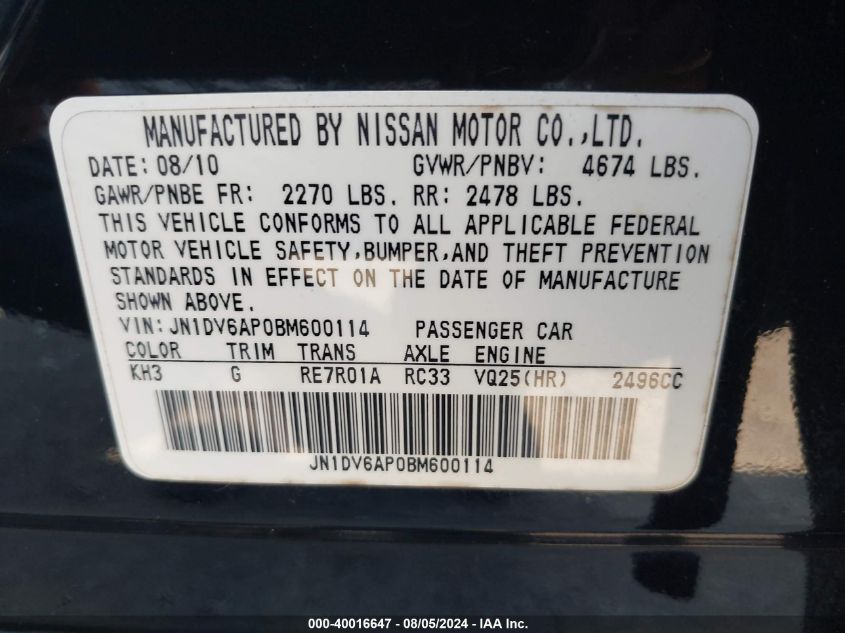 MANUFACTURED BY NISSAN MOTOR CO.,LTD.
DATE: 08/10 GVWR/PNBV: 4674 LBS.
GAWR/PNBE FR: 2270 LBS. RR: 2478 LBS.
THIS VEHICLE CONFORMS TO ALL APPLICABLE FEDERAL
MOTOR VEHICLE SAFETY,BUMPER,AND THEFT PREVENTION
STANDARDS IN EFFECT ON THE DATE OF MANUFACTURE
SHOWN ABOVE.
VIN: JN1DV6AP0BM600114 PASSENGER CAR
COLOR TRIM TRANS AXLE ENGINE
KH3 G RE7R01A RC33 VQ25(HR) 2496CC
JN1DV6AP0BM600114
000-40016647 - 08/05/2024 - IAA Inc.